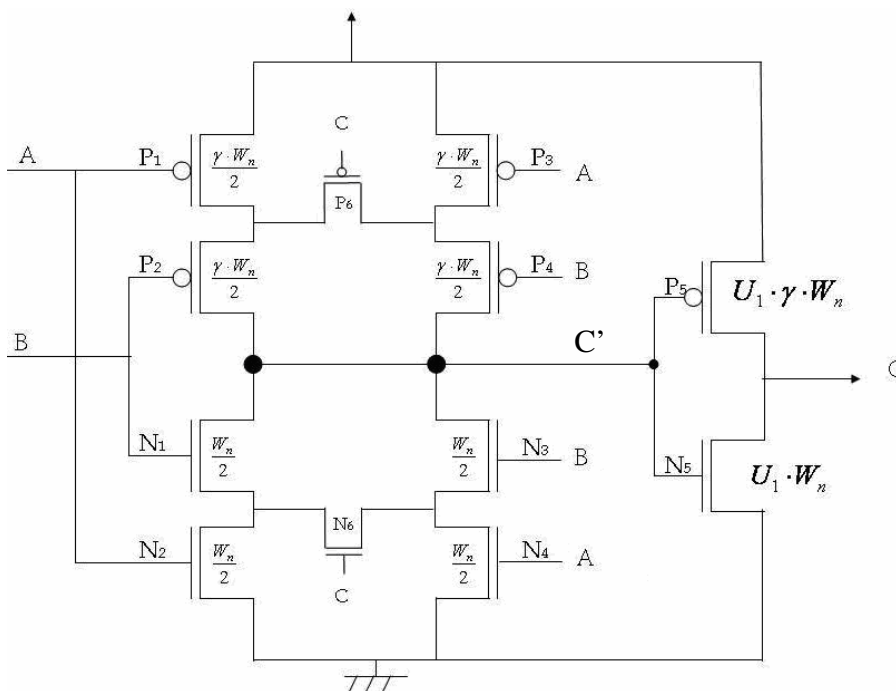 C
A P₁ γ·Wₙ/2 γ·Wₙ/2 P₃ A
P₆
P₂ γ·Wₙ/2 γ·Wₙ/2 P₄ B
P₅ U₁·γ·Wₙ
B C’
N₁ Wₙ/2 Wₙ/2 N₃ B
N₅ U₁·Wₙ
N₆
N₂ Wₙ/2 Wₙ/2 N₄ A
C